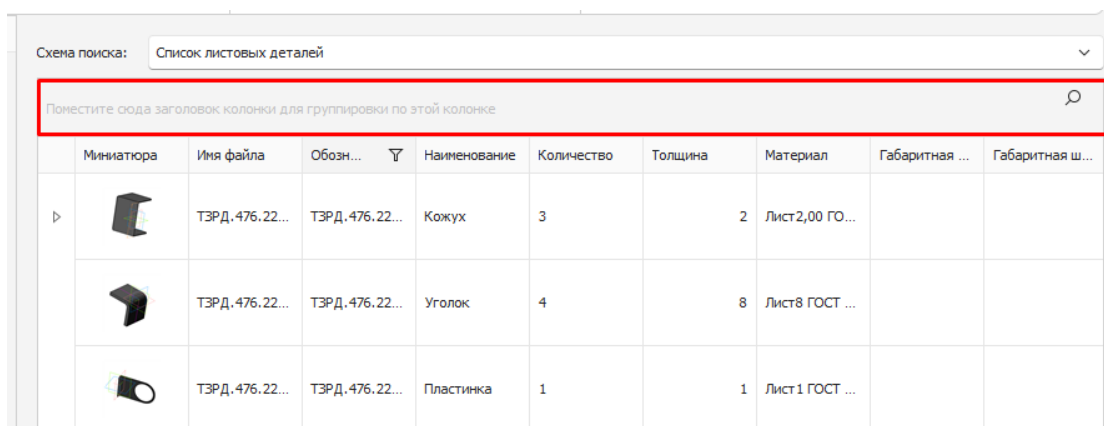 Схема поиска: Список листовых деталей
Поместите сюда заголовок колонки для группировки по этой колонке
Миниатюра Имя файла Обозн... Наименование Количество Толщина Материал Габаритная ... Габаритная ш...
ТЗРД.476.22... ТЗРД.476.22... Кожух 3 2 Лист2,00 ГО...
ТЗРД.476.22... ТЗРД.476.22... Уголок 4 8 Лист8 ГОСТ ...
ТЗРД.476.22... ТЗРД.476.22... Пластинка 1 1 Лист1 ГОСТ ...